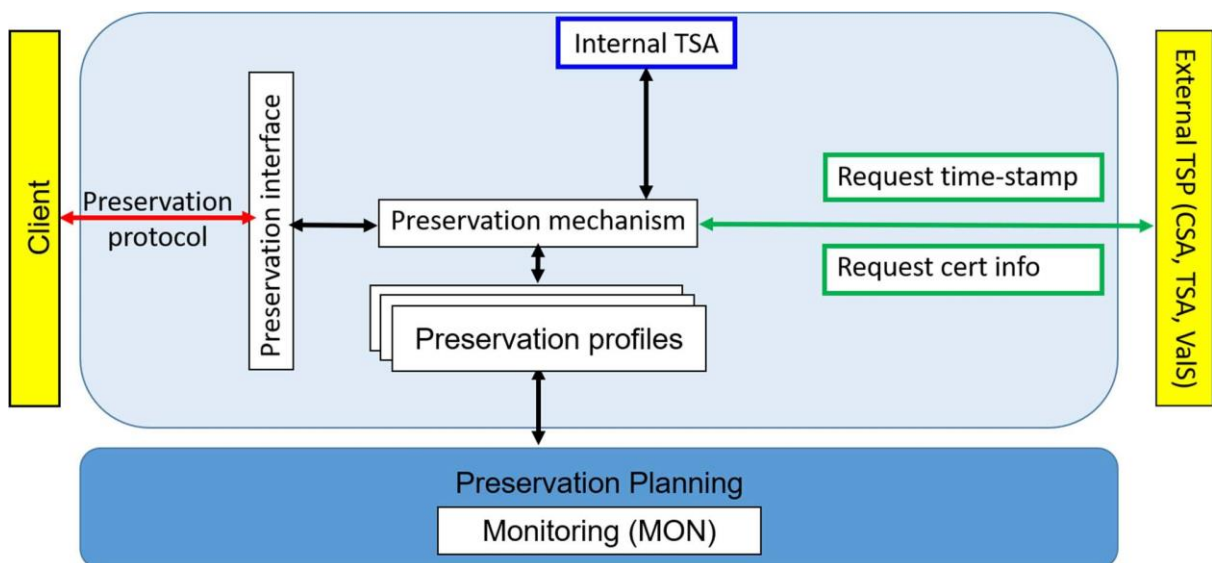 Internal TSA
Client
Preservation
protocol
Preservation interface
Preservation mechanism
Request time-stamp
Request cert info
External TSP (CSA, TSA, ValS)
Preservation profiles
Preservation Planning
Monitoring (MON)